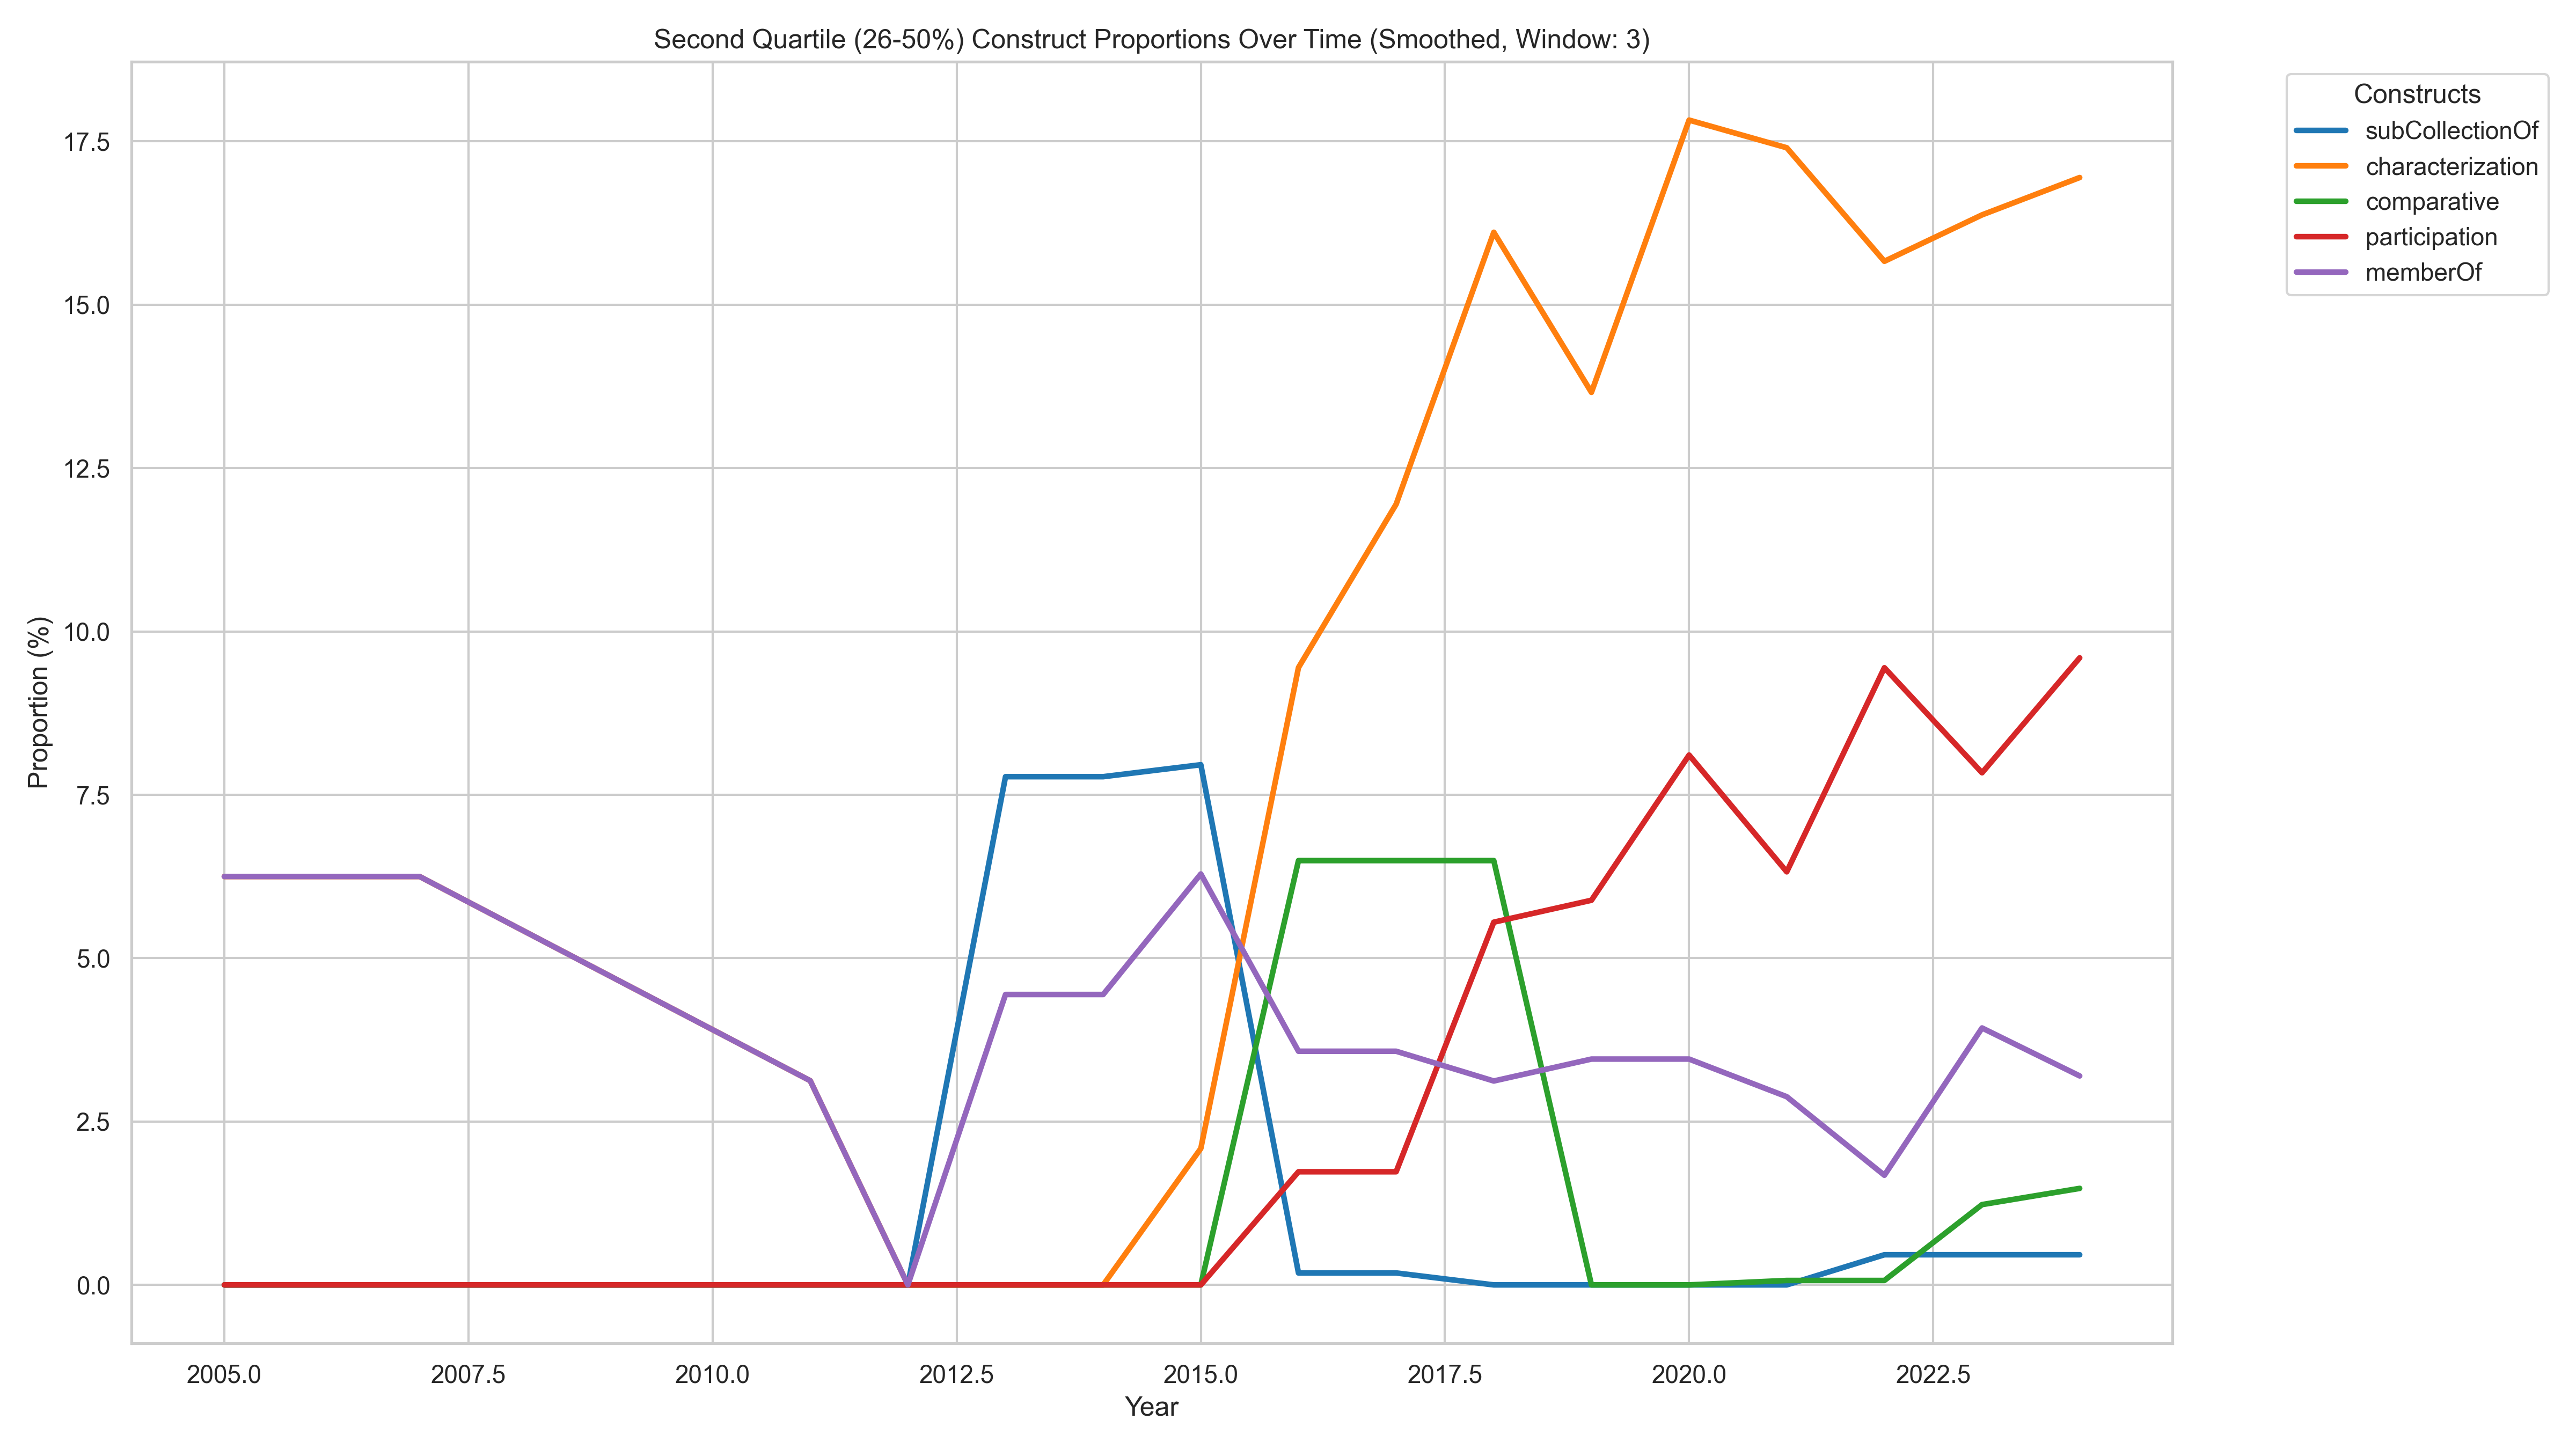 Second Quartile (26-50%) Construct Proportions Over Time (Smoothed, Window: 3)
Constructs
subCollectionOf
characterization
comparative
participation
memberOf
Proportion (%)
17.5
15.0
12.5
10.0
7.5
5.0
2.5
0.0
2005.0 2007.5 2010.0 2012.5 2015.0 2017.5 2020.0 2022.5
Year